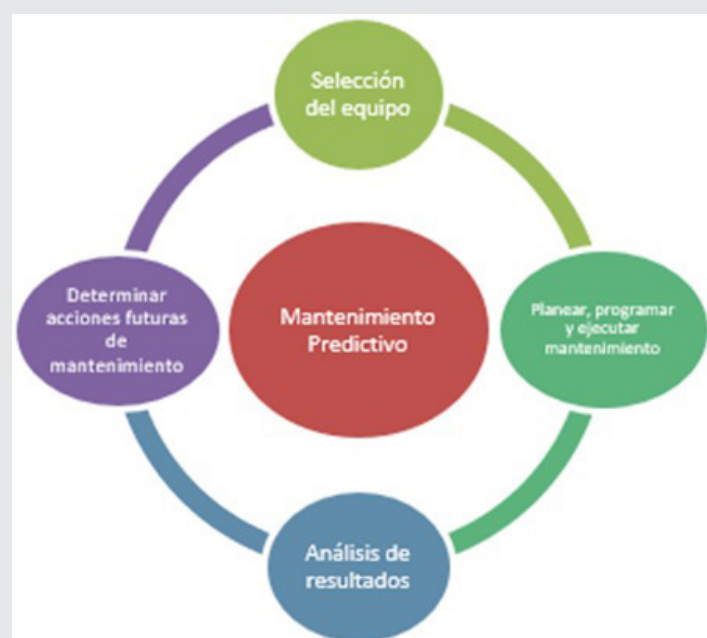 Selección
del equipo
Planear, programar
y ejecutar
mantenimiento
Mantenimiento
Predictivo
Determinar
acciones futuras
de
mantenimiento
Análisis de
resultados